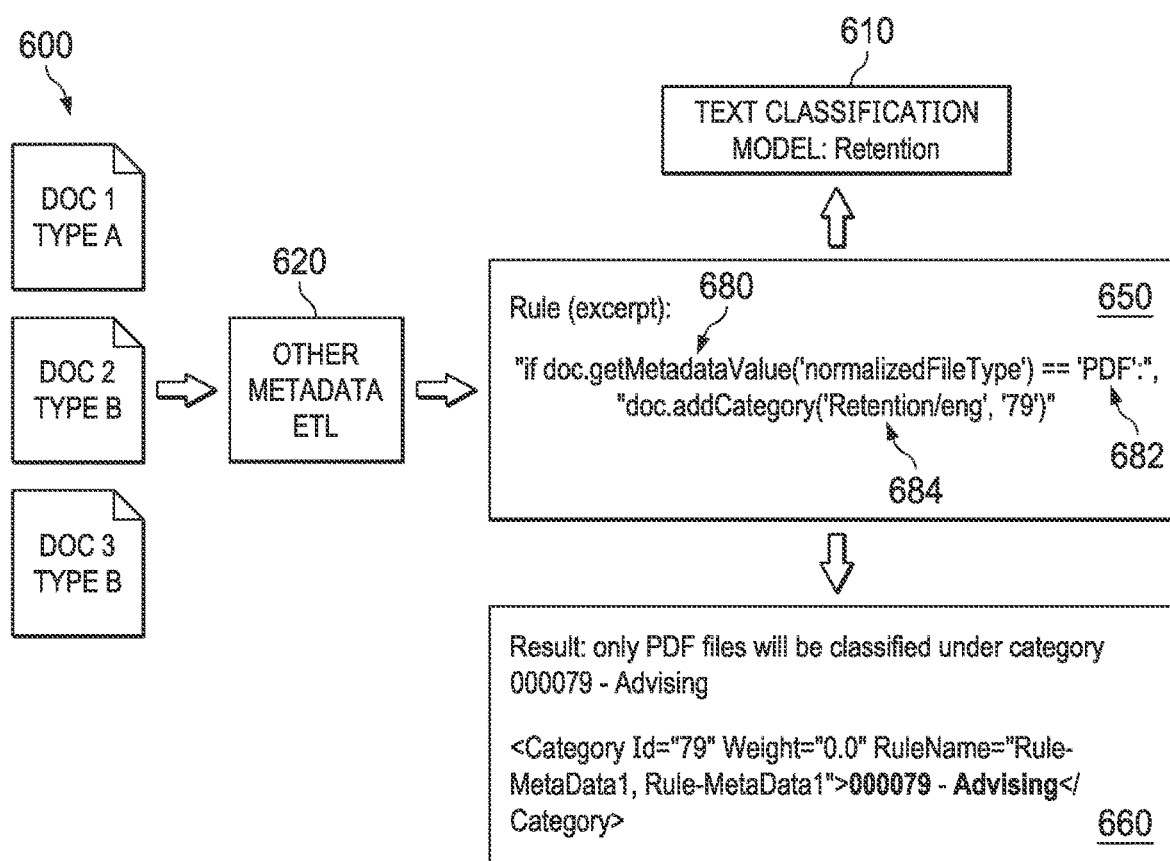 600
DOC 1
TYPE A
DOC 2
TYPE B
DOC 3
TYPE B
620
OTHER
METADATA
ETL
610
TEXT CLASSIFICATION
MODEL: Retention
650
Rule (excerpt):
680
"if doc.getMetadataValue('normalizedFileType') == 'PDF':",
"doc.addCategory('Retention/eng', '79')"
682
684
Result: only PDF files will be classified under category
000079 - Advising
<Category Id="79" Weight="0.0" RuleName="Rule-
MetaData1, Rule-MetaData1">000079 - Advising</
Category>
660